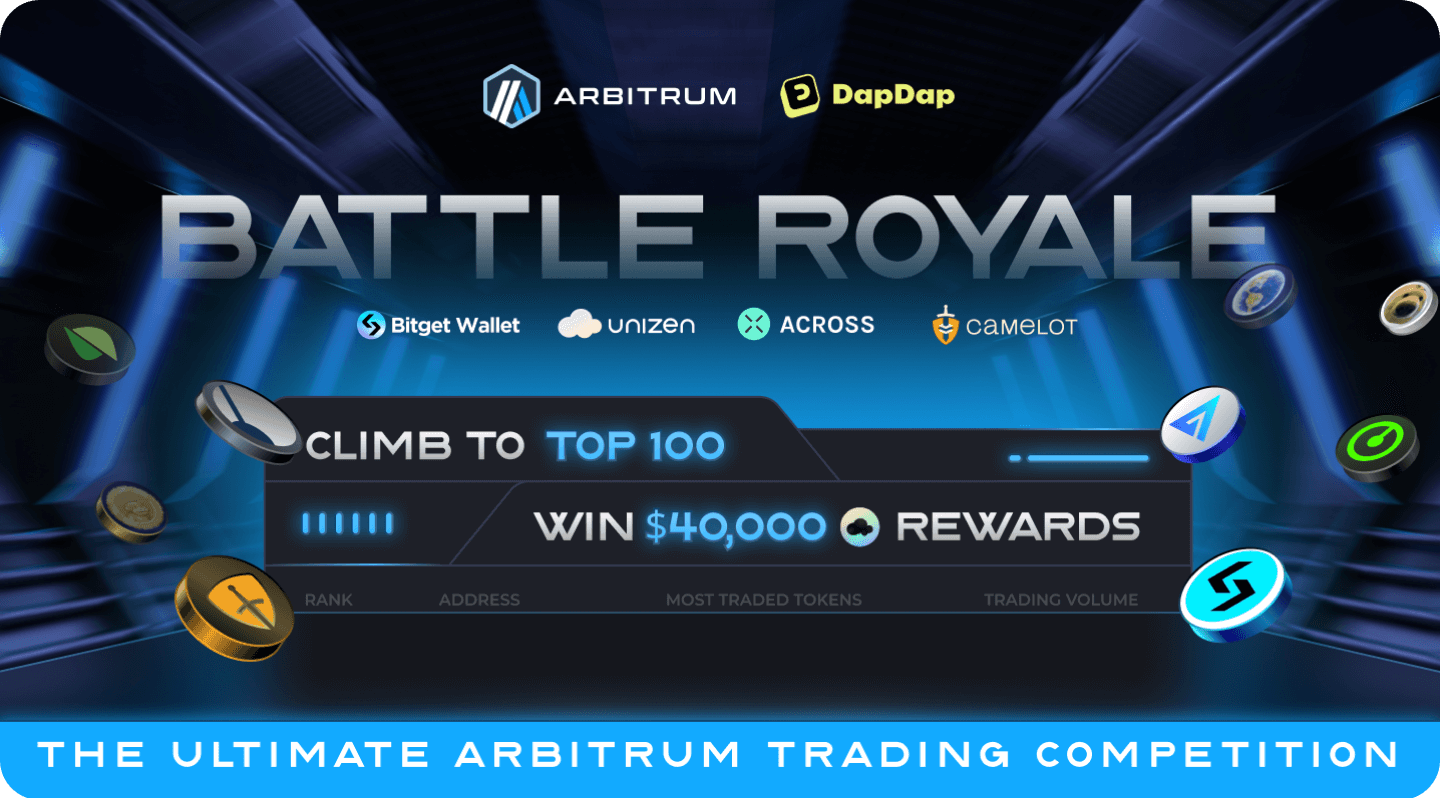 ARBITRUM DapDap
BATTLE ROYALE
Bitget Wallet unizen ACROSS CAMELOT
CLIMB TO TOP 100
WIN $40,000 REWARDS
RANK ADDRESS MOST TRADED TOKENS TRADING VOLUME
THE ULTIMATE ARBITRUM TRADING COMPETITION